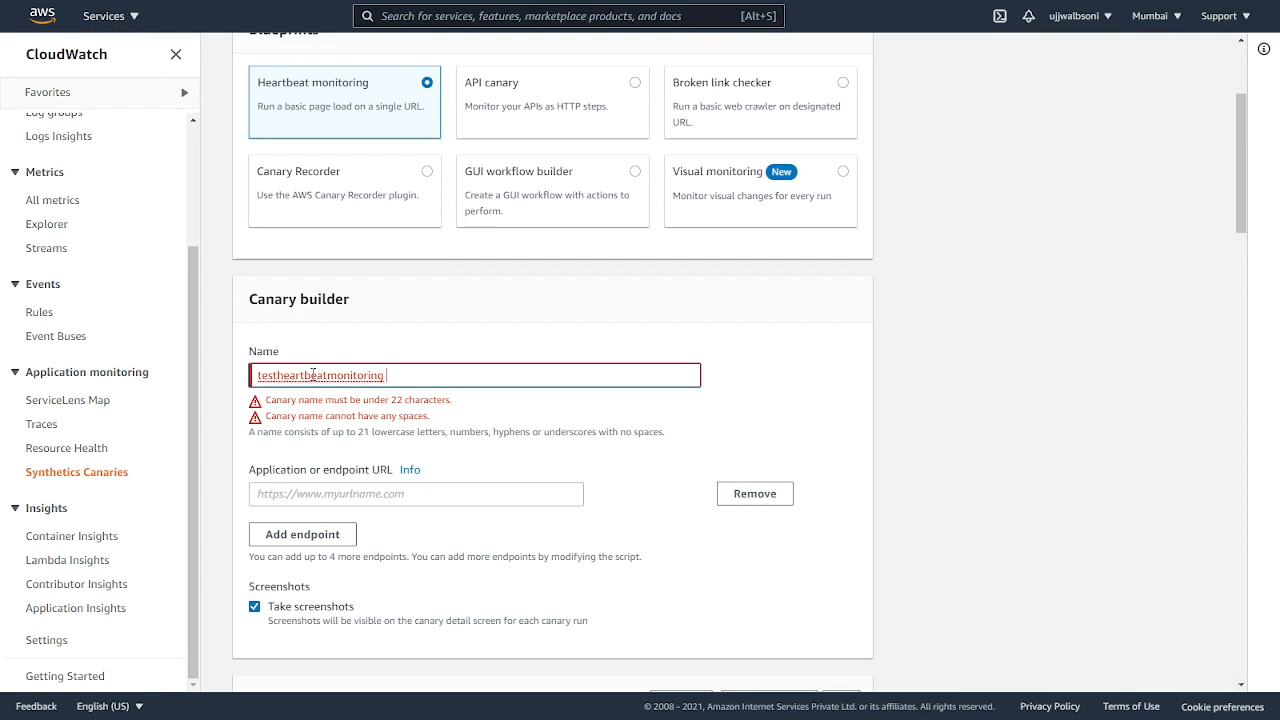 aws
Services
Search for services, features, marketplace products, and docs [Alt+S]
ujjwalbsoni
Mumbai
Support
CloudWatch
Favorites
Log groups
Logs Insights
Metrics
All metrics
Explorer
Streams
Events
Rules
Event Buses
Application monitoring
ServiceLens Map
Traces
Resource Health
Synthetics Canaries
Insights
Container Insights
Lambda Insights
Contributor Insights
Application Insights
Settings
Getting Started
Blueprints
Heartbeat monitoring
Run a basic page load on a single URL.
API canary
Monitor your APIs as HTTP steps.
Broken link checker
Run a basic web crawler on designated
URL.
Canary Recorder
Use the AWS Canary Recorder plugin.
GUI workflow builder
Create a GUI workflow with actions to
perform.
Visual monitoring New
Monitor visual changes for every run
Canary builder
Name
testheartbeatmonitoring
Canary name must be under 22 characters.
Canary name cannot have any spaces.
A name consists of up to 21 lowercase letters, numbers, hyphens or underscores with no spaces.
Application or endpoint URL Info
https://www.myurlname.com
Remove
Add endpoint
You can add up to 4 more endpoints. You can add more endpoints by modifying the script.
Screenshots
Take screenshots
Screenshots will be visible on the canary detail screen for each canary run
Feedback
English (US)
© 2008 - 2021, Amazon Internet Services Private Ltd. or its affiliates. All rights reserved.
Privacy Policy
Terms of Use
Cookie preferences